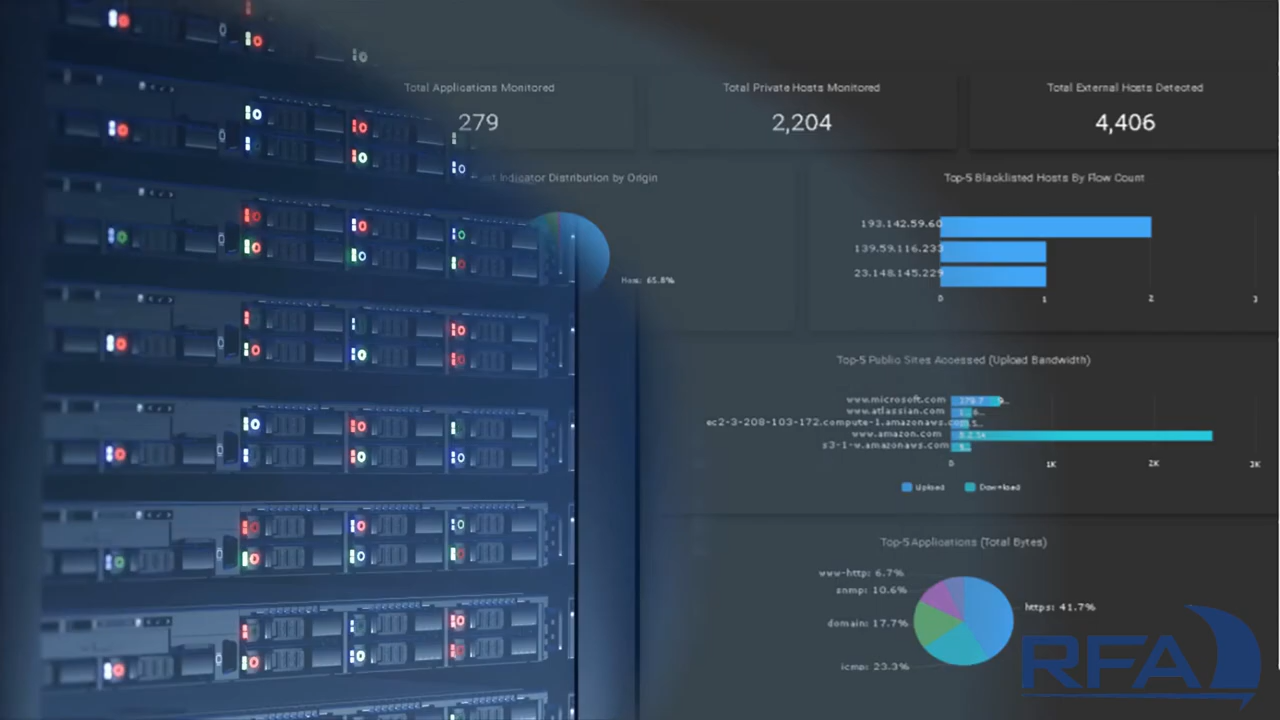 Total Applications Monitored
279
Total Private Hosts Monitored
2,204
Total External Hosts Detected
4,406
Indicator Distribution by Origin
Host: 65.8%
Top-5 Blacklisted Hosts By Flow Count
193.142.59.60
139.59.116.233
23.148.145.229
0 1 2 3
Top-5 Public Sites Accessed (Upload Bandwidth)
www.microsoft.com
www.atlassian.com
ec2-3-208-103-172.compute-1.amazonaws.com
www.amazon.com
s3-1-w.amazonaws.com
0 1K 2K 3K
Upload Download
Top-5 Applications (Total Bytes)
www-http: 6.7%
snmp: 10.6%
domain: 17.7%
icmp: 23.3%
https: 41.7%
RFA